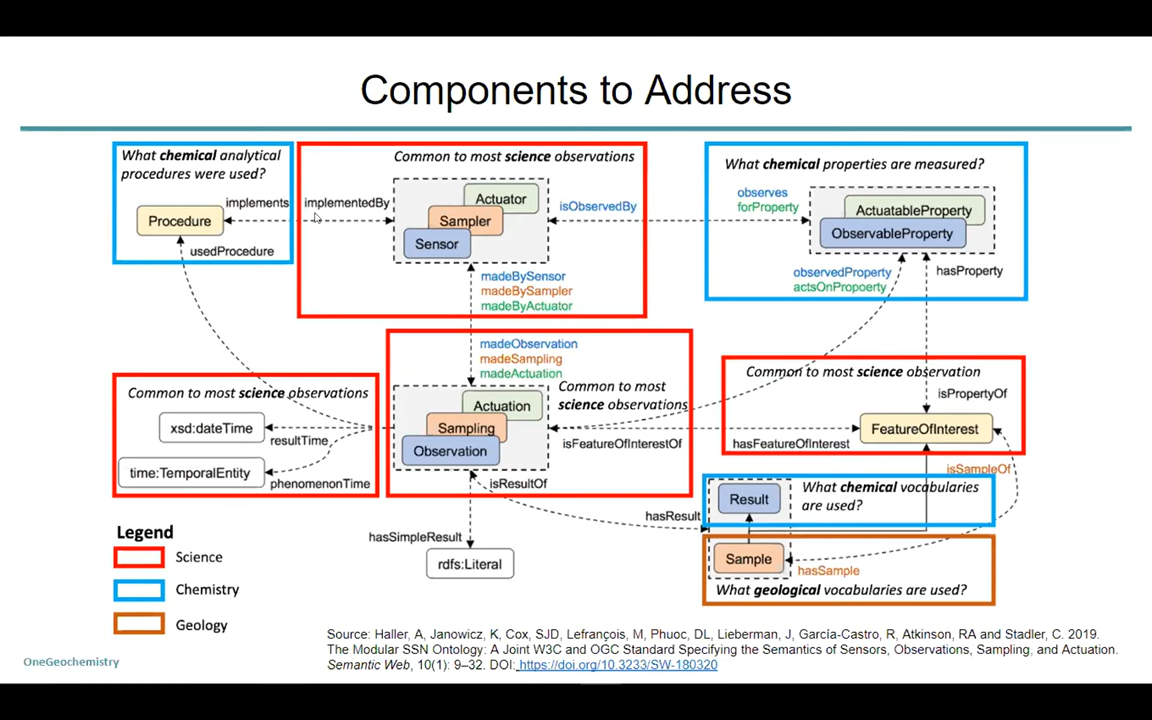 Components to Address
What chemical analytical
procedures were used?
Common to most science observations
What chemical properties are measured?
implements
implementedBy
Procedure
usedProcedure
Actuator
Sampler
Sensor
isObservedBy
observes
forProperty
ActuatableProperty
ObservableProperty
madeBySensor
madeBySampler
madeByActuator
observedProperty
actsOnPropoerty
hasProperty
madeObservation
madeSampling
madeActuation
Common to most science observations
xsd:dateTime
resultTime
time:TemporalEntity
phenomenonTime
Common to most
science observations
Actuation
Sampling
Observation
isFeatureOfInterestOf
isResultOf
Common to most science observation
isPropertyOf
FeatureOfInterest
hasFeatureOfInterest
isSampleOf
Result
What chemical vocabularies
are used?
hasResult
hasSimpleResult
rdfs:Literal
Sample
hasSample
What geological vocabularies are used?
Legend
Science
Chemistry
Geology
Source: Haller, A, Janowicz, K, Cox, SJD, Lefrançois, M, Phuoc, DL, Lieberman, J, García-Castro, R, Atkinson, RA and Stadler, C. 2019.
The Modular SSN Ontology: A Joint W3C and OGC Standard Specifying the Semantics of Sensors, Observations, Sampling, and Actuation.
Semantic Web, 10(1): 9–32. DOI: https://doi.org/10.3233/SW-180320
OneGeochemistry